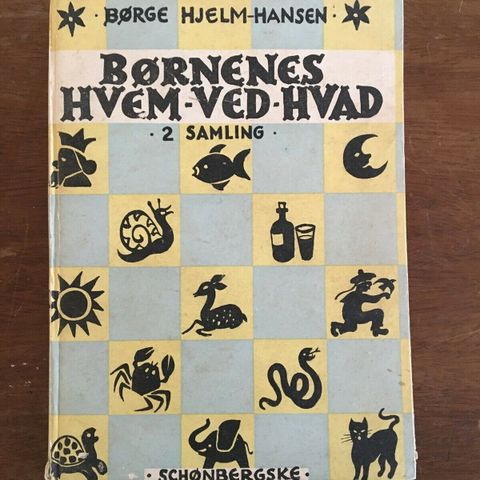 · BØRGE HJELM-HANSEN ·
BØRNENES
HVEM-VED-HVAD
· 2 SAMLING ·
· SCHØNBERGSKE ·